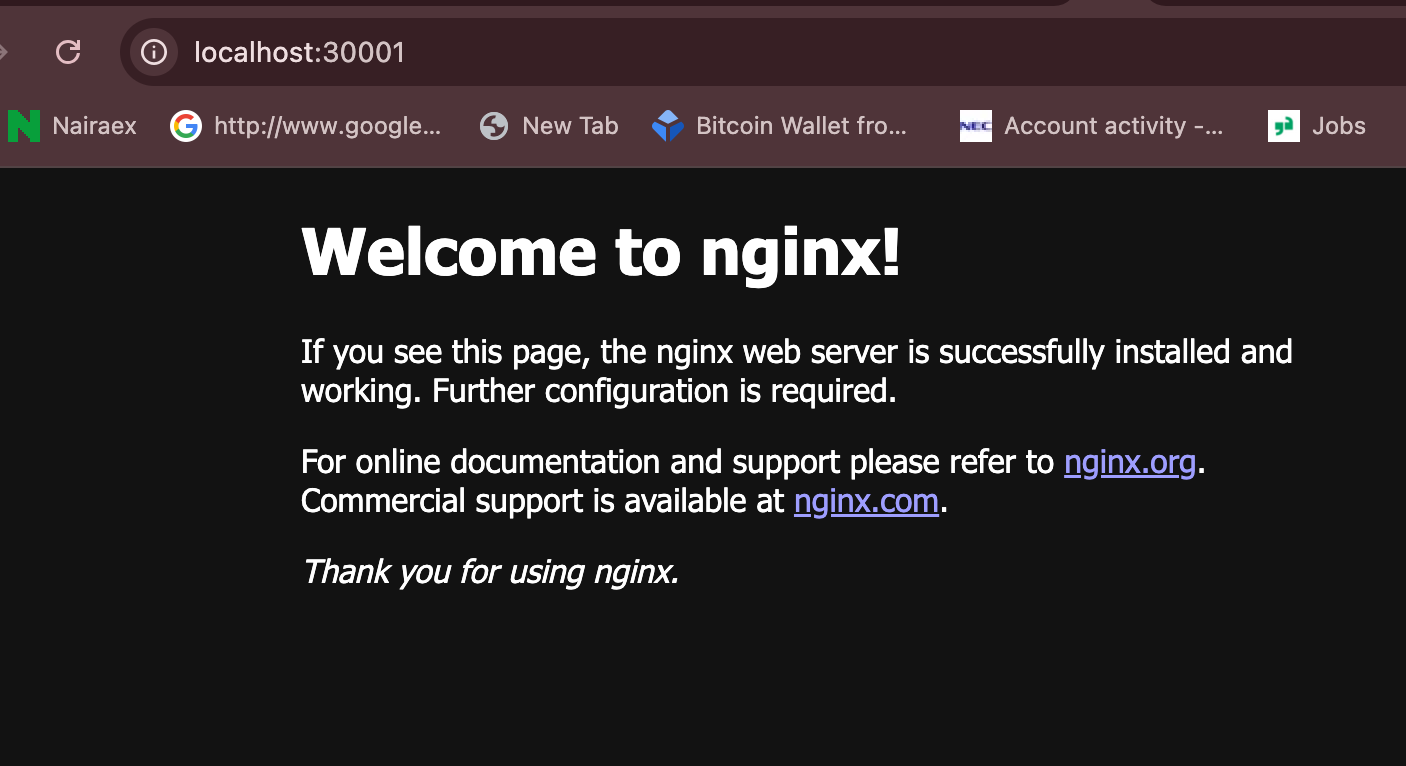 localhost:30001
Nairaex
http://www.google...
New Tab
Bitcoin Wallet fro...
NEC
Account activity -...
Jobs
Welcome to nginx!
If you see this page, the nginx web server is successfully installed and
working. Further configuration is required.
For online documentation and support please refer to nginx.org.
Commercial support is available at nginx.com.
Thank you for using nginx.